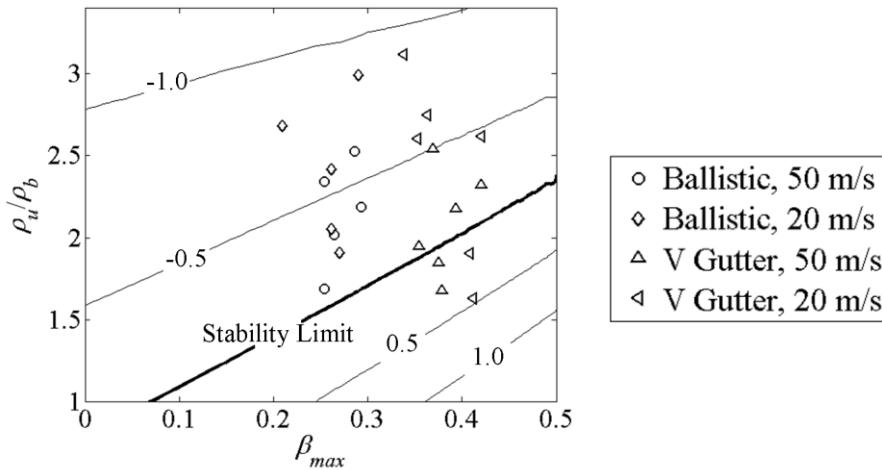 3
2.5
2
1.5
1
ρu/ρb
-1.0
-0.5
Stability Limit
0.5
1.0
0
0.1
0.2
0.3
0.4
0.5
βmax
Ballistic, 50 m/s
Ballistic, 20 m/s
V Gutter, 50 m/s
V Gutter, 20 m/s